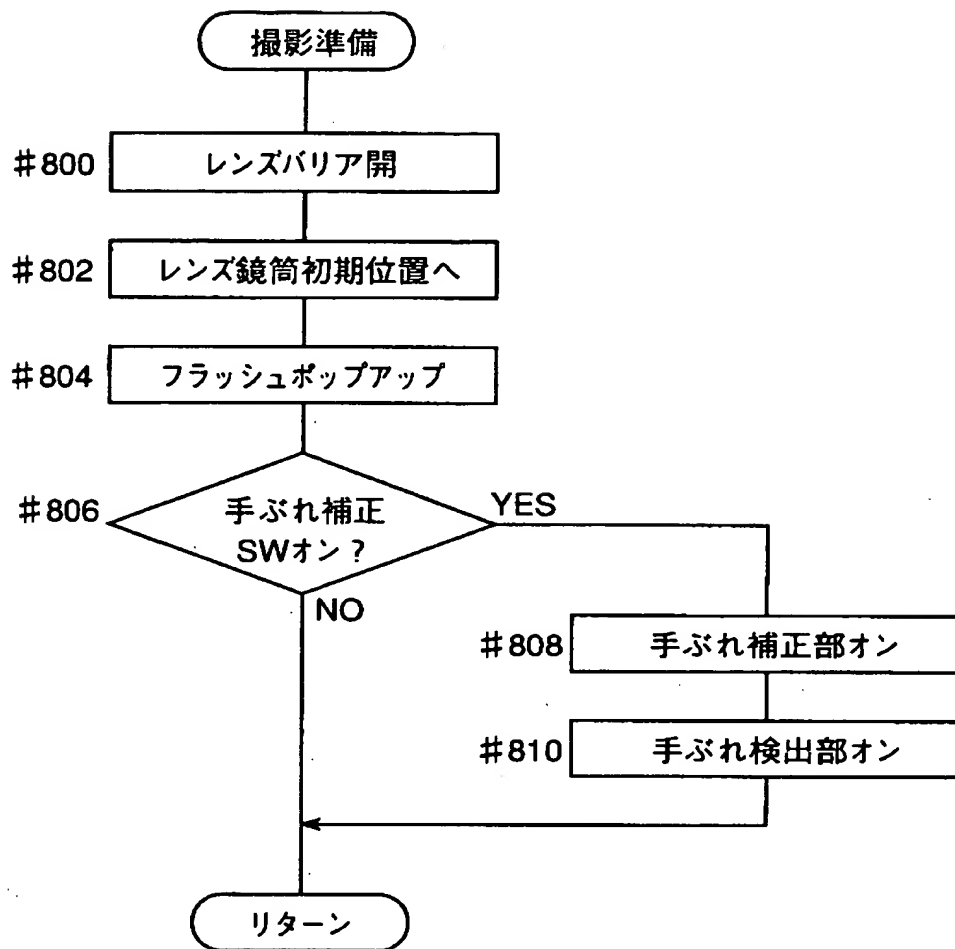 撮影準備
#800 レンズバリア開
#802 レンズ鏡筒初期位置へ
#804 フラッシュポップアップ
#806 手ぶれ補正
SWオン?
YES
NO
#808 手ぶれ補正部オン
#810 手ぶれ検出部オン
リターン